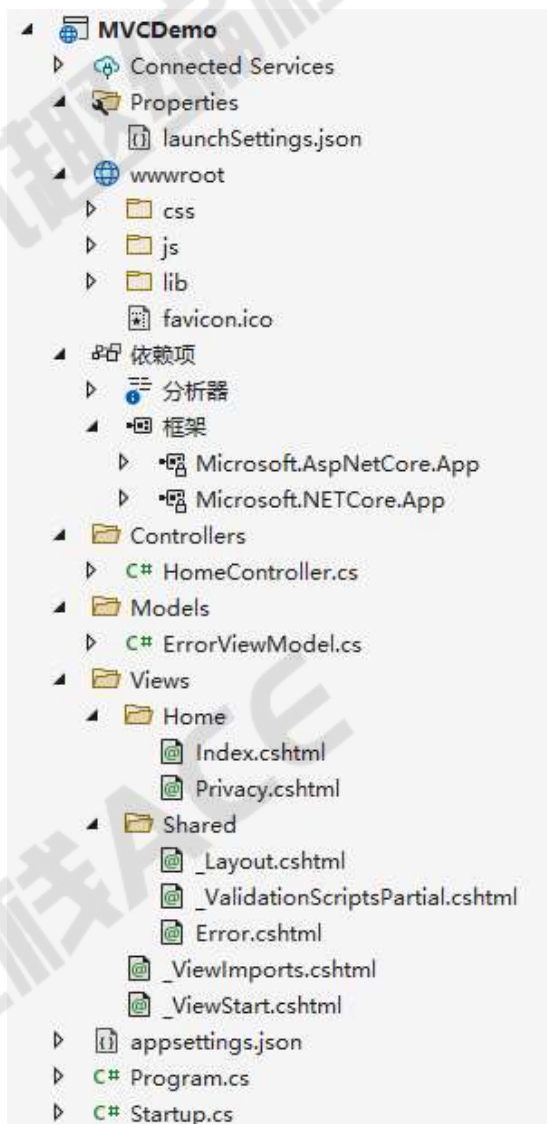 MVCDemo
Connected Services
Properties
launchSettings.json
wwwroot
css
js
lib
favicon.ico
依赖项
分析器
框架
Microsoft.AspNetCore.App
Microsoft.NETCore.App
Controllers
C# HomeController.cs
Models
C# ErrorViewModel.cs
Views
Home
Index.cshtml
Privacy.cshtml
Shared
_Layout.cshtml
_ValidationScriptsPartial.cshtml
Error.cshtml
_ViewImports.cshtml
_ViewStart.cshtml
appsettings.json
C# Program.cs
C# Startup.cs